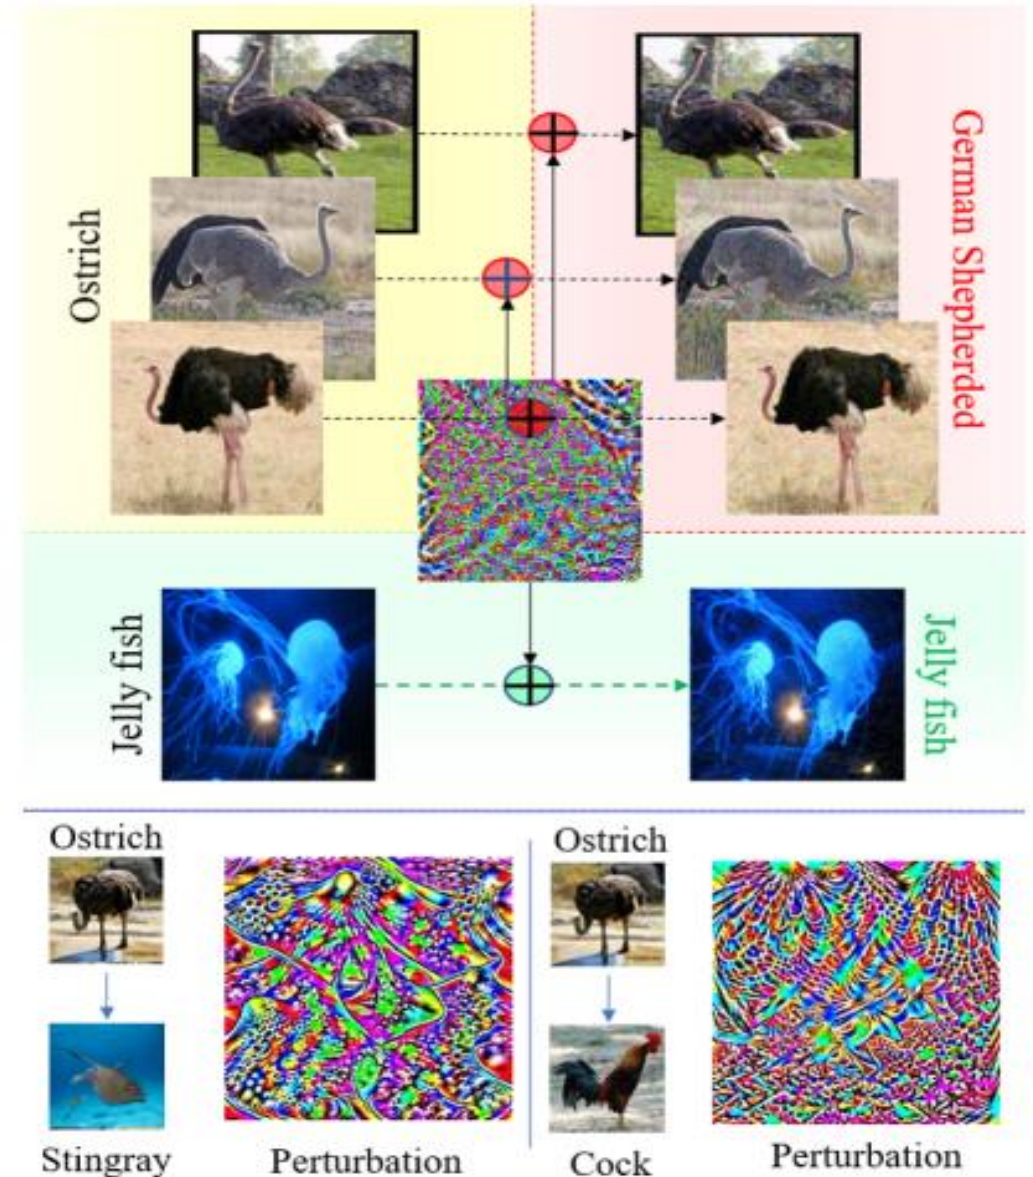 Ostrich
German Shepherded
Jelly fish
Jelly fish
Ostrich
Ostrich
Stingray
Perturbation
Cock
Perturbation